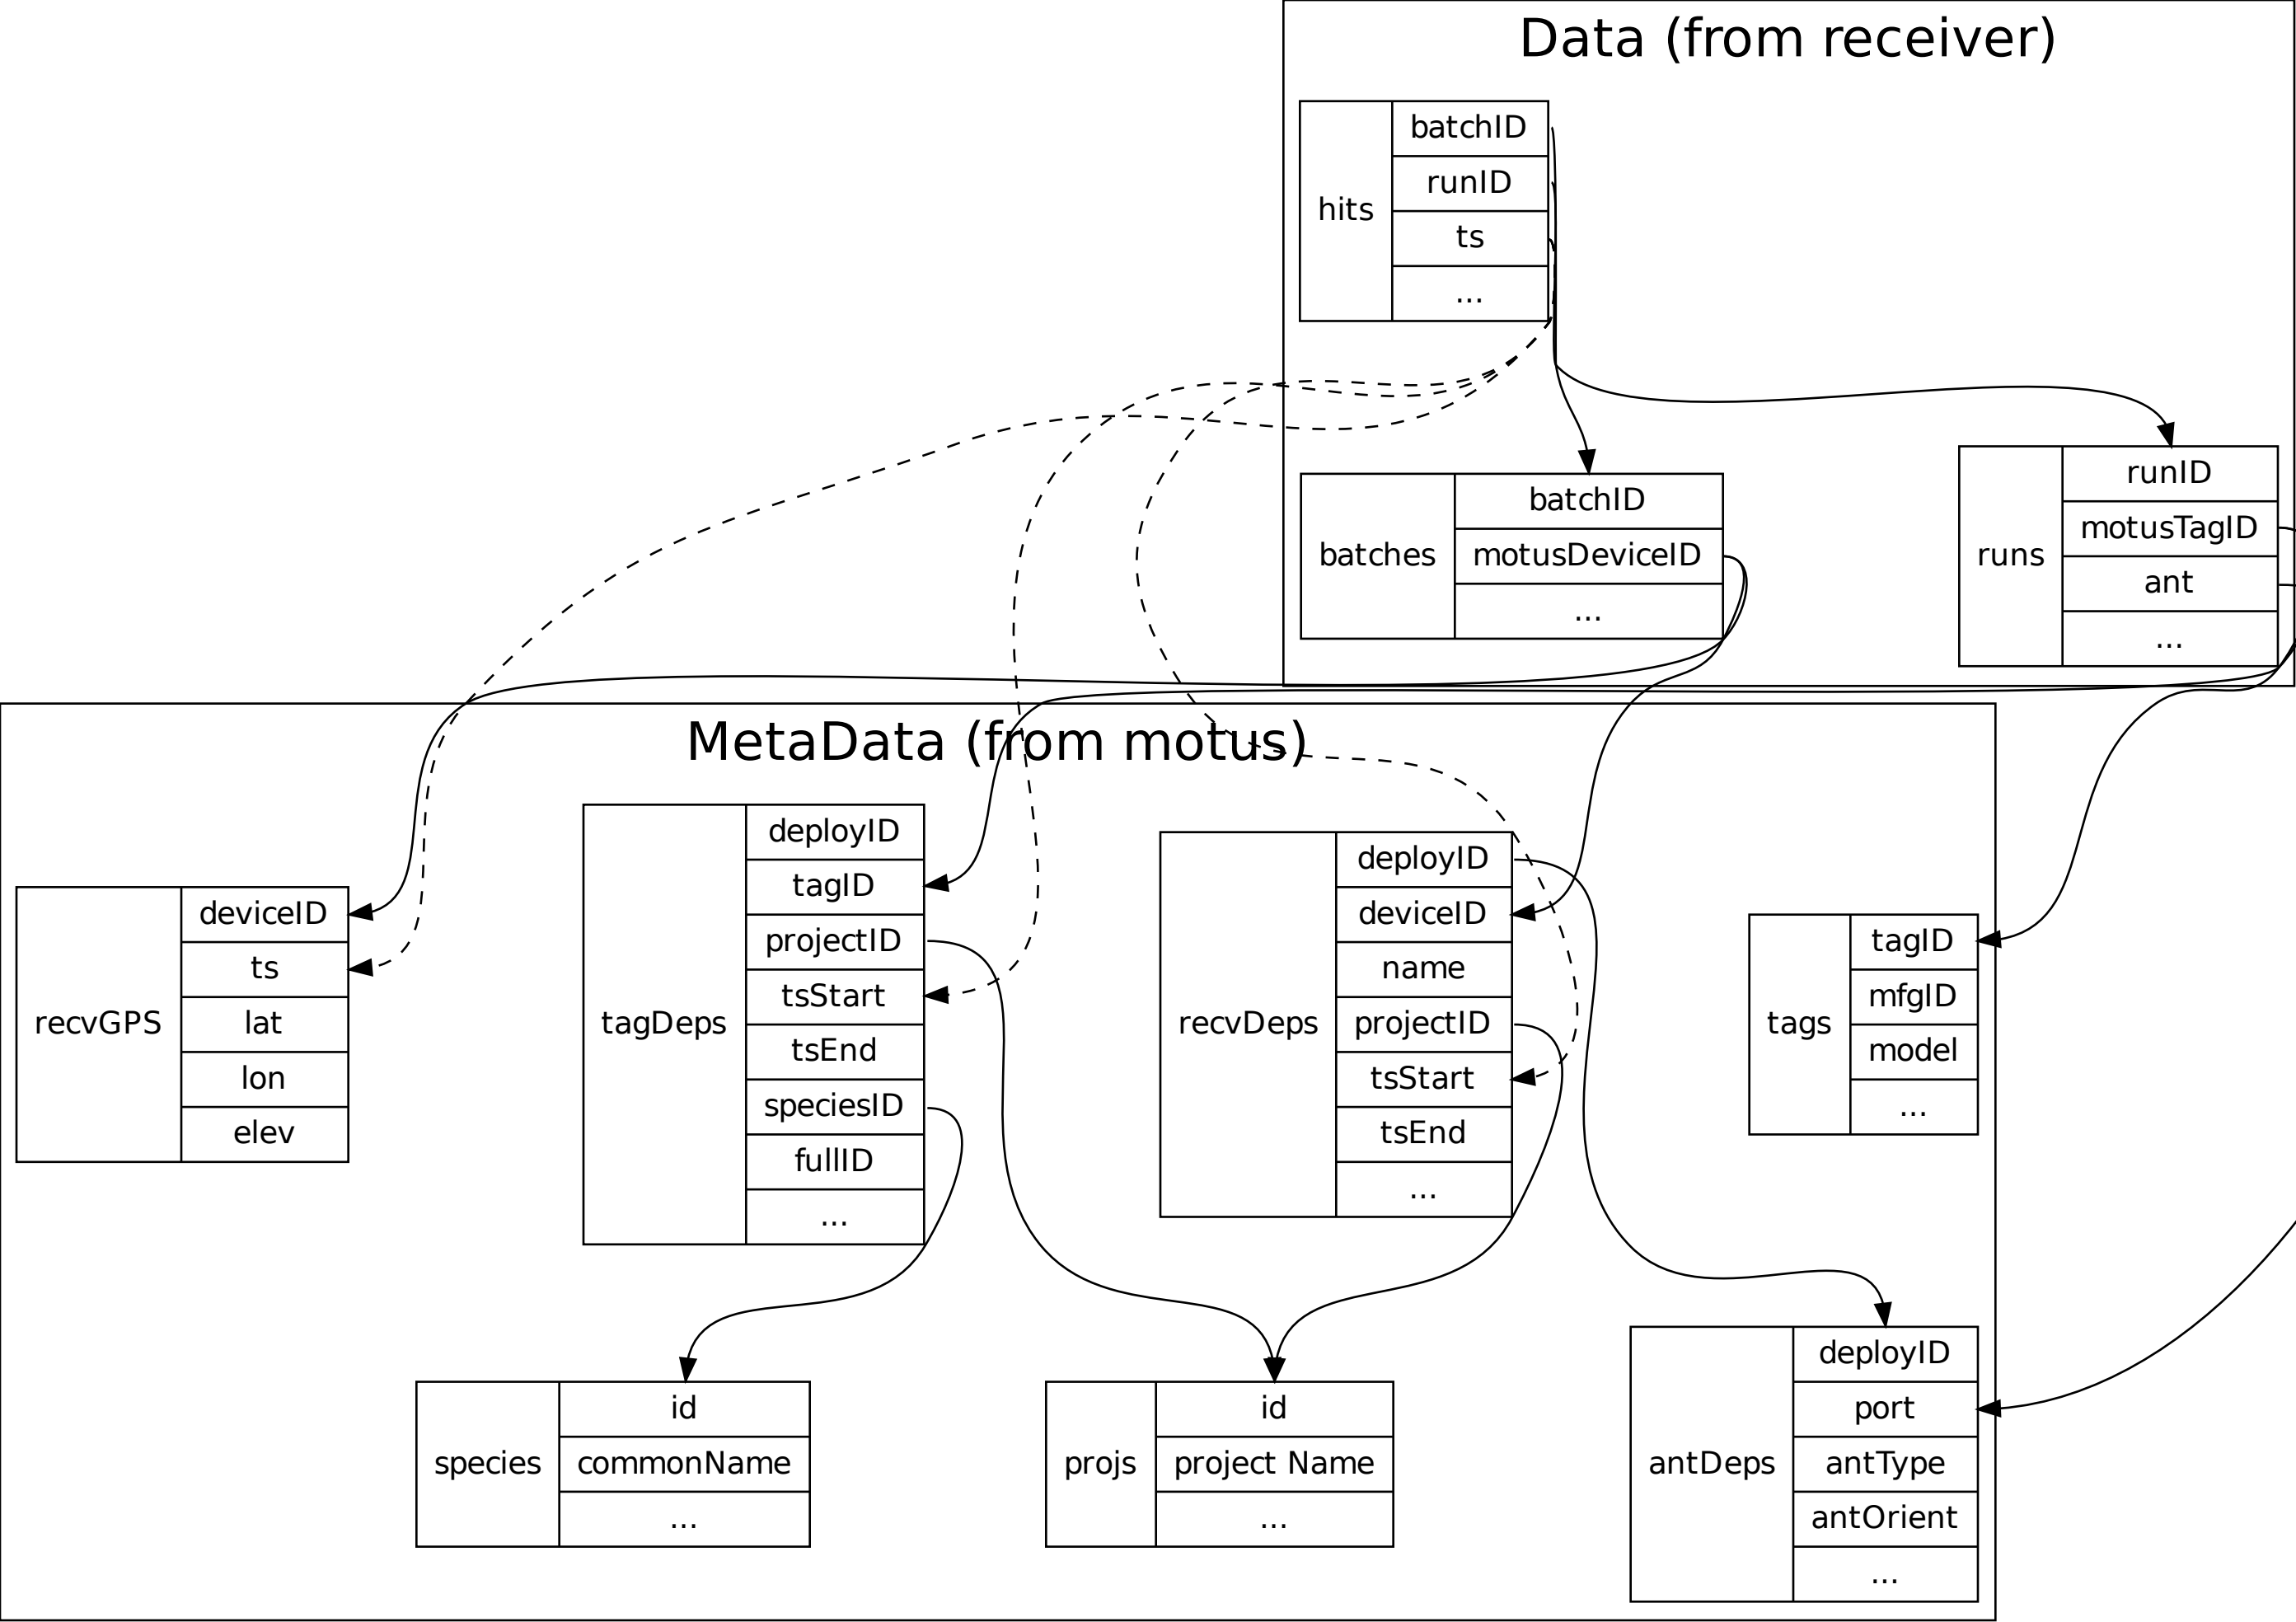 Data (from receiver)
hits
batchID
runID
ts
...
batches
batchID
motusDeviceID
...
runs
runID
motusTagID
ant
...
MetaData (from motus)
recvGPS
deviceID
ts
lat
lon
elev
tagDeps
deployID
tagID
projectID
tsStart
tsEnd
speciesID
fullID
...
recvDeps
deployID
deviceID
name
projectID
tsStart
tsEnd
...
tags
tagID
mfgID
model
...
species
id
commonName
...
projs
id
project Name
...
antDeps
deployID
port
antType
antOrient
...